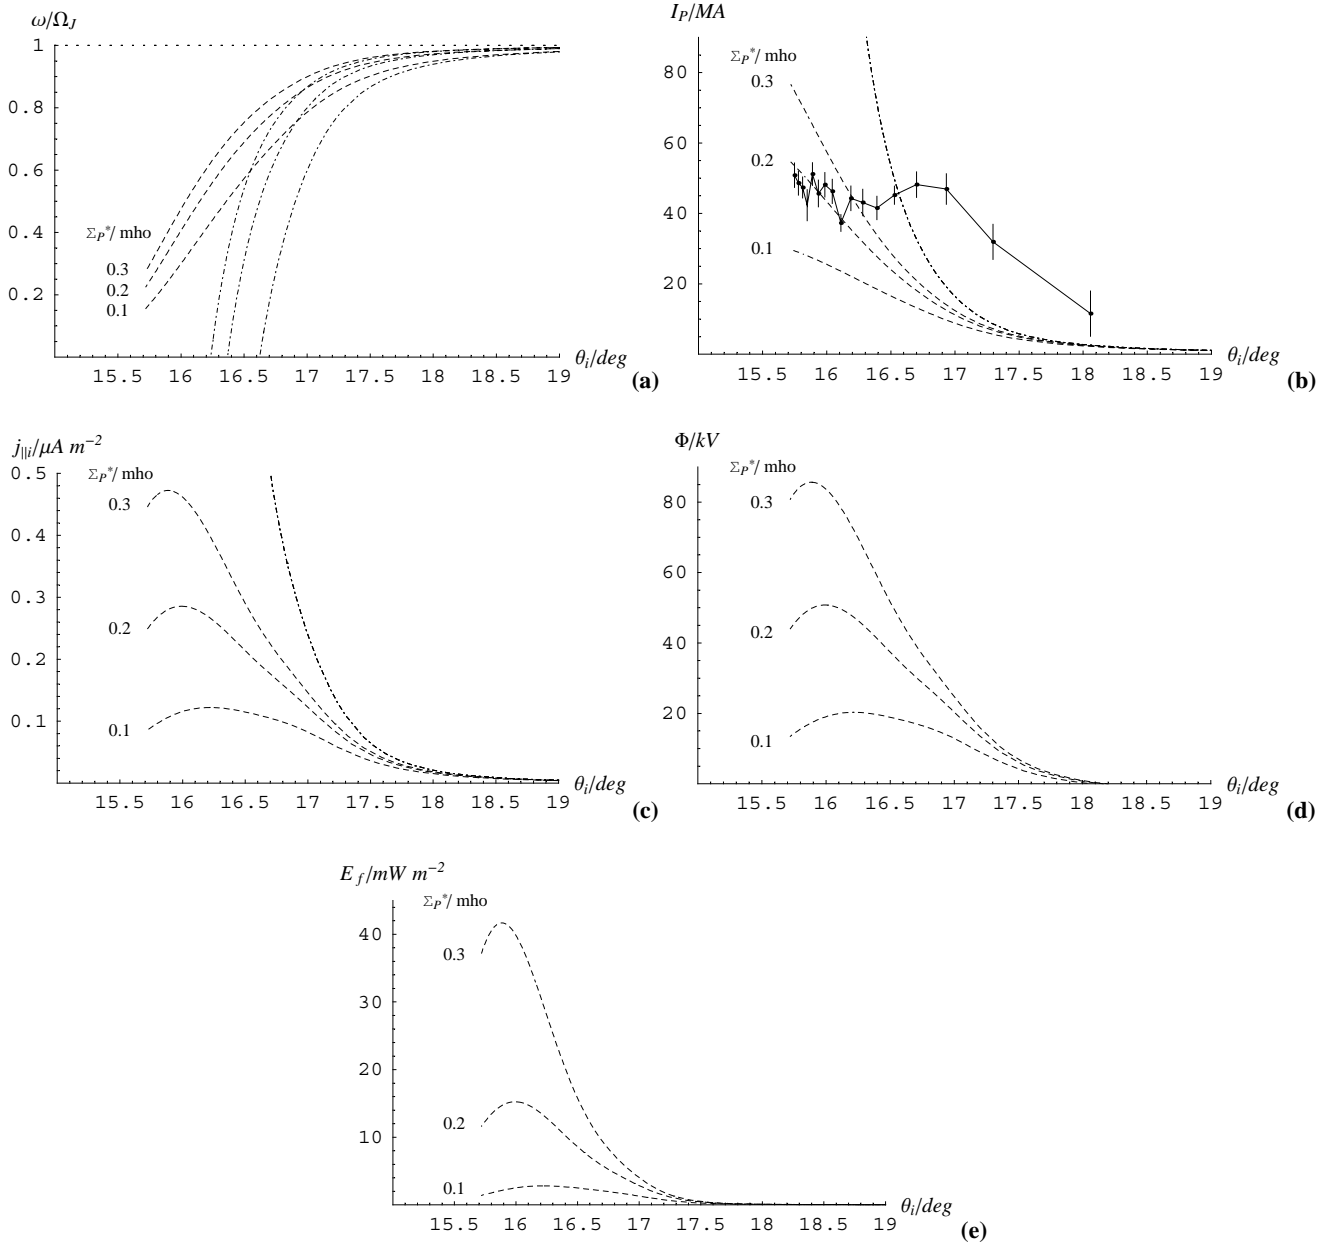 ω/Ω_J
1
0.8
0.6
0.4
0.2
Σ_P*/ mho
0.3
0.2
0.1
15.5 16 16.5 17 17.5 18 18.5 19
θ_i/deg
(a)
I_P/MA
80
60
40
20
Σ_P*/ mho
0.3
0.2
0.1
15.5 16 16.5 17 17.5 18 18.5 19
θ_i/deg
(b)
j_||i/μA m⁻²
0.5
0.4
0.3
0.2
0.1
Σ_P*/ mho
0.3
0.2
0.1
15.5 16 16.5 17 17.5 18 18.5 19
θ_i/deg
(c)
Φ/kV
80
60
40
20
Σ_P*/ mho
0.3
0.2
0.1
15.5 16 16.5 17 17.5 18 18.5 19
θ_i/deg
(d)
E_f/mW m⁻²
40
30
20
10
Σ_P*/ mho
0.3
0.2
0.1
15.5 16 16.5 17 17.5 18 18.5 19
θ_i/deg
(e)